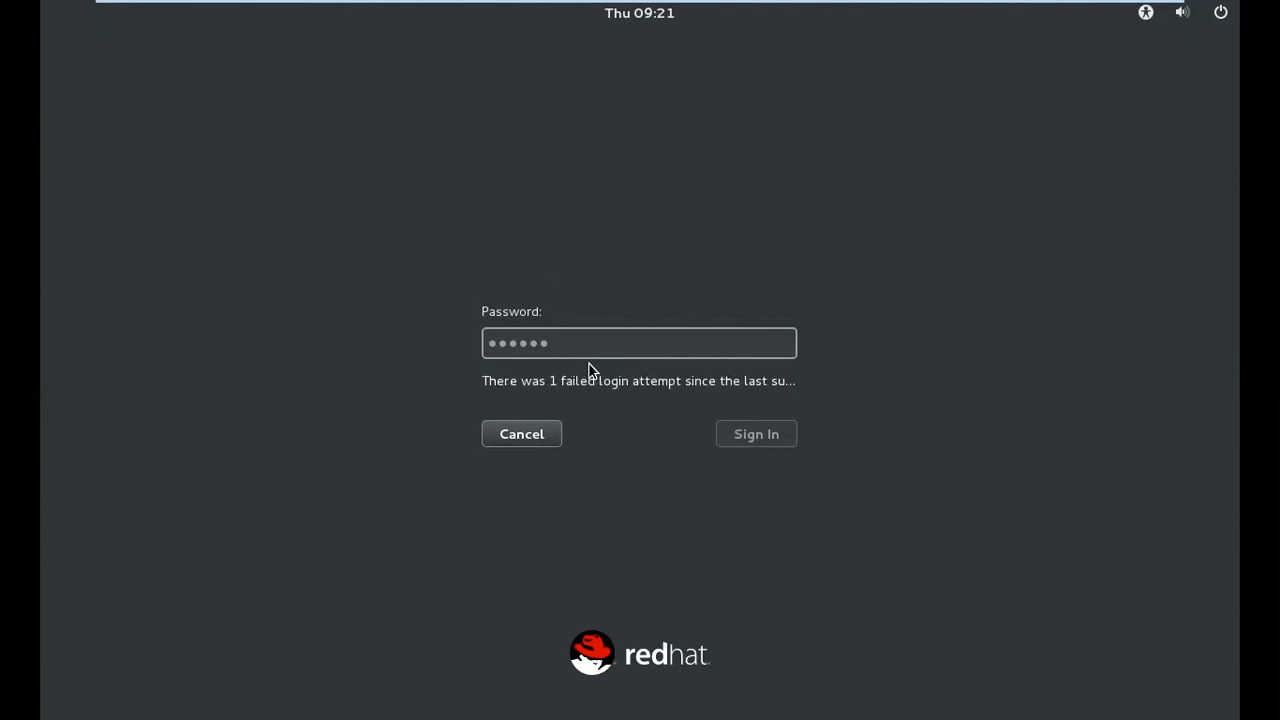 Thu 09:21
Password:
There was 1 failed login attempt since the last su...
Cancel
Sign In
redhat.